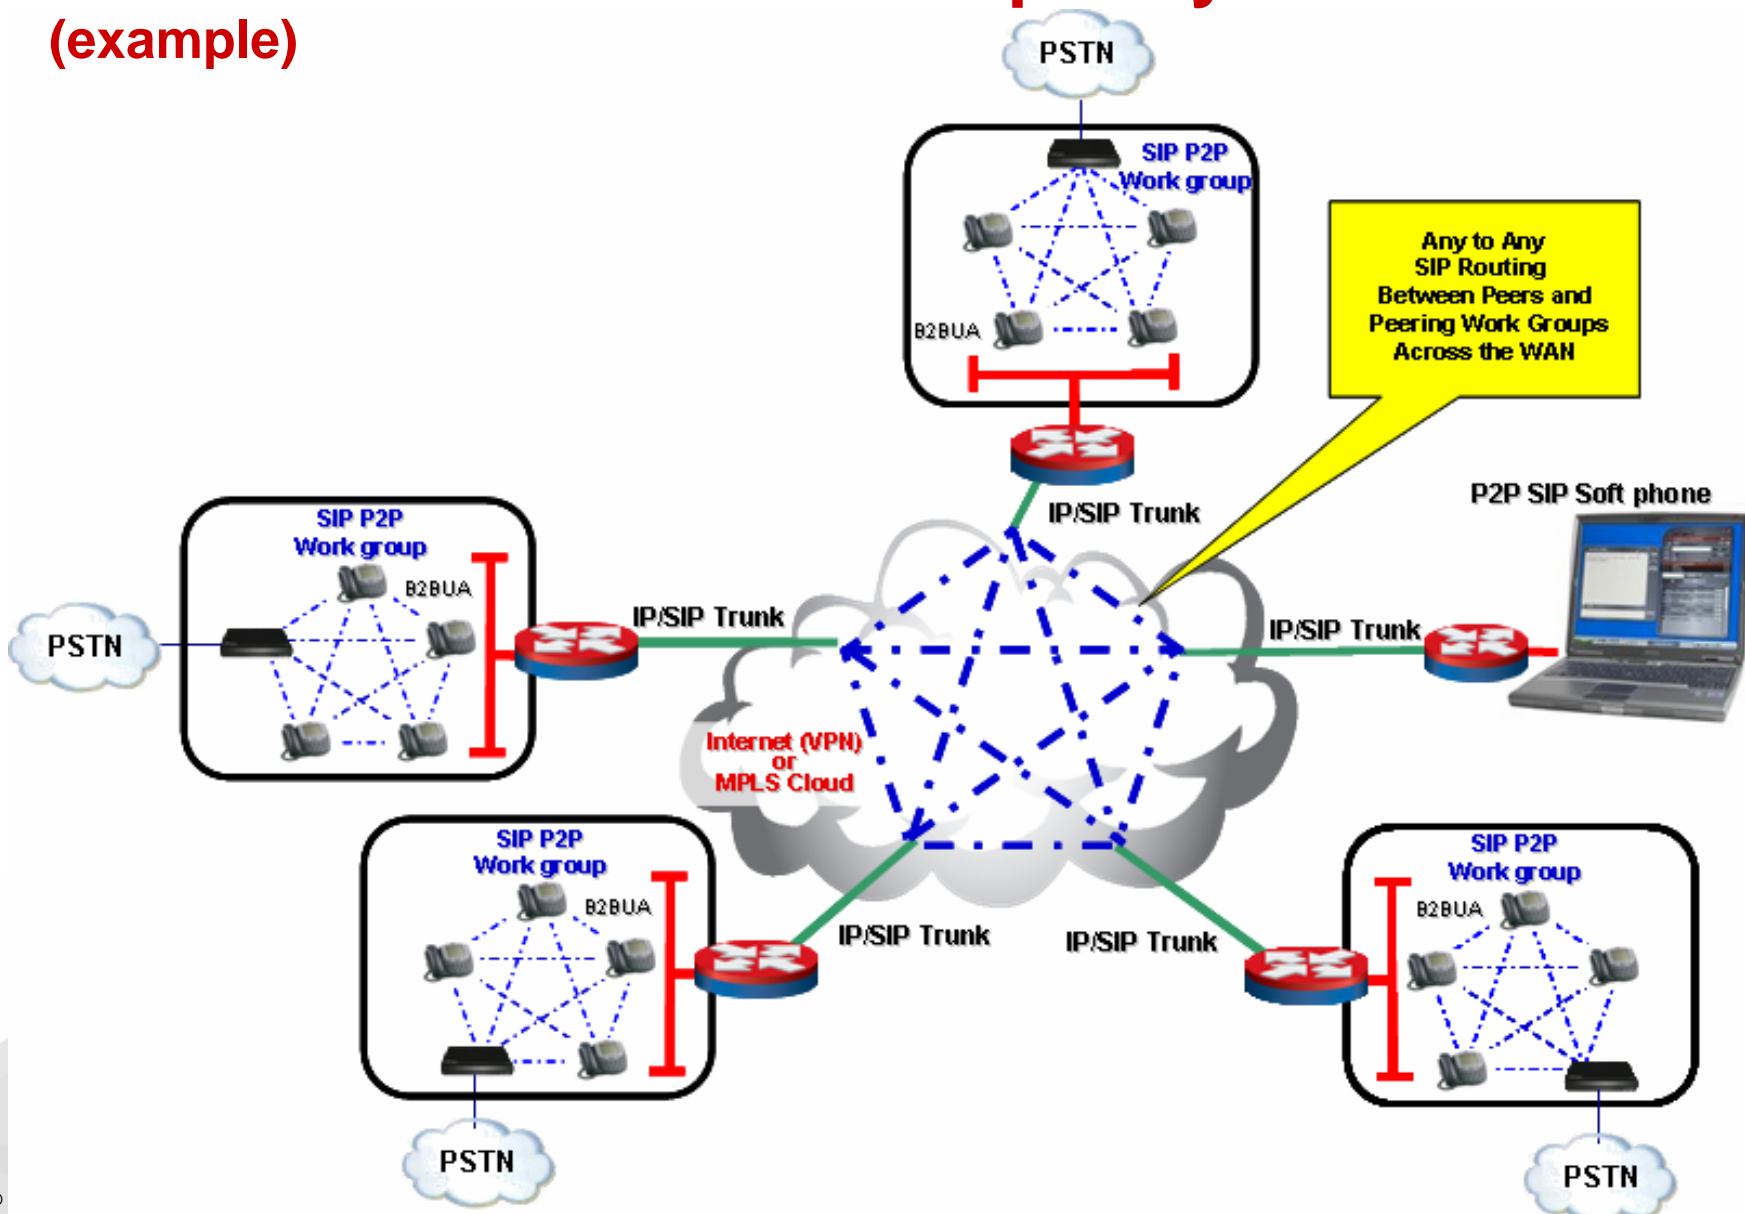 (example)
PSTN
SIP P2P
Work group
B2BUA
Any to Any
SIP Routing
Between Peers and
Peering Work Groups
Across the WAN
IP/SIP Trunk
P2P SIP Soft phone
SIP P2P
Work group
B2BUA
PSTN
IP/SIP Trunk
IP/SIP Trunk
Internet (VPN)
or
MPLS Cloud
SIP P2P
Work group
B2BUA
IP/SIP Trunk
PSTN
IP/SIP Trunk
SIP P2P
Work group
B2BUA
PSTN